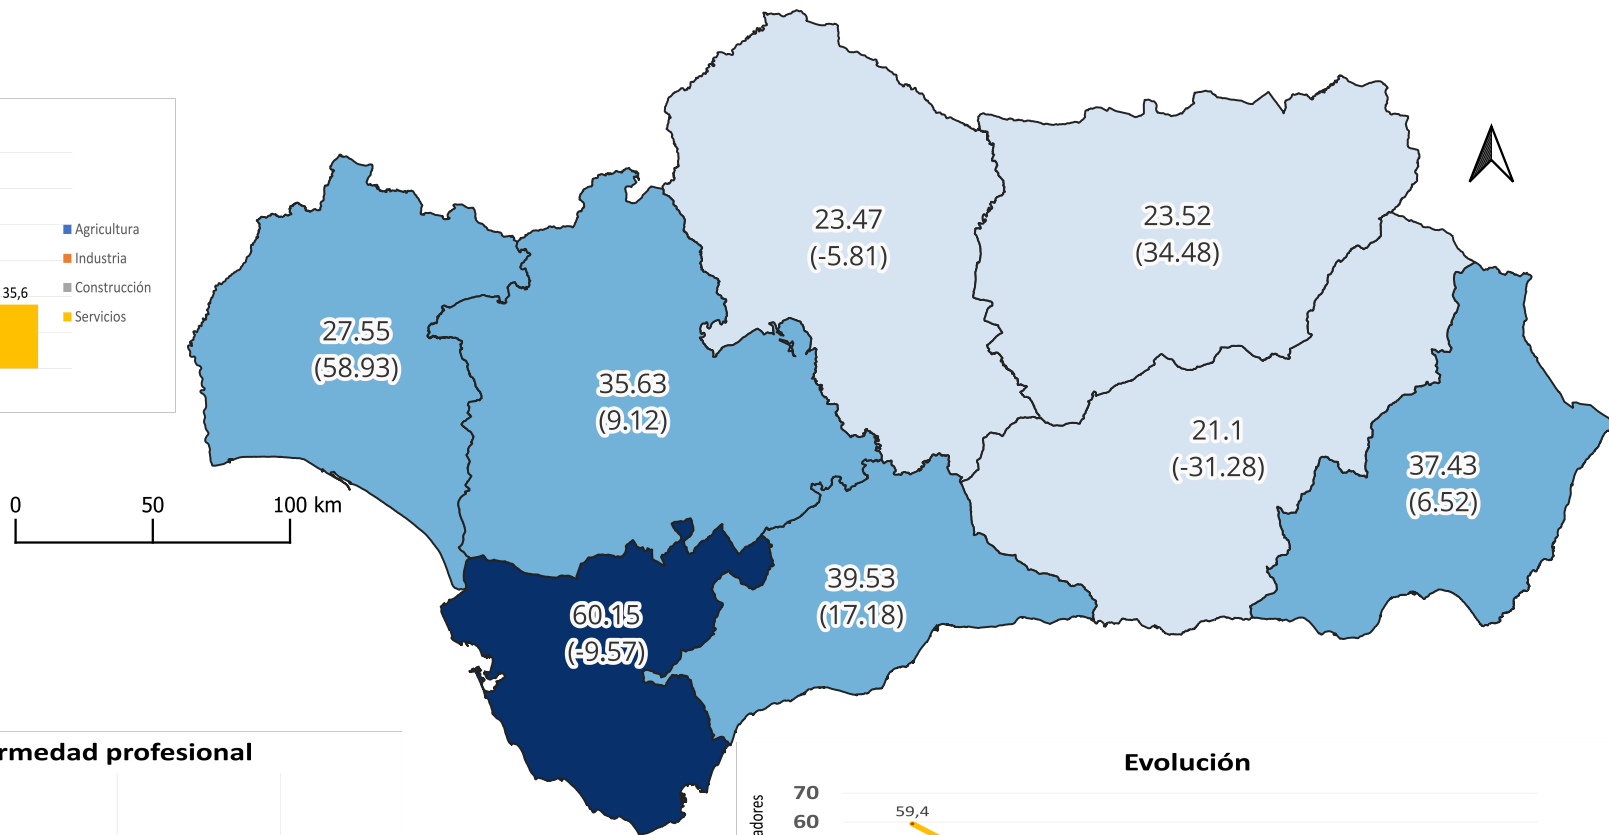 23.47
(-5.81)
23.52
(34.48)
Agricultura
Industria
Construcción
Servicios
35,6
27.55
(58.93)
35.63
(9.12)
21.1
(-31.28)
37.43
(6.52)
0 50 100 km
39.53
(17.18)
60.15
(-9.57)
rmedad profesional
Evolución
adores
70
60
59,4